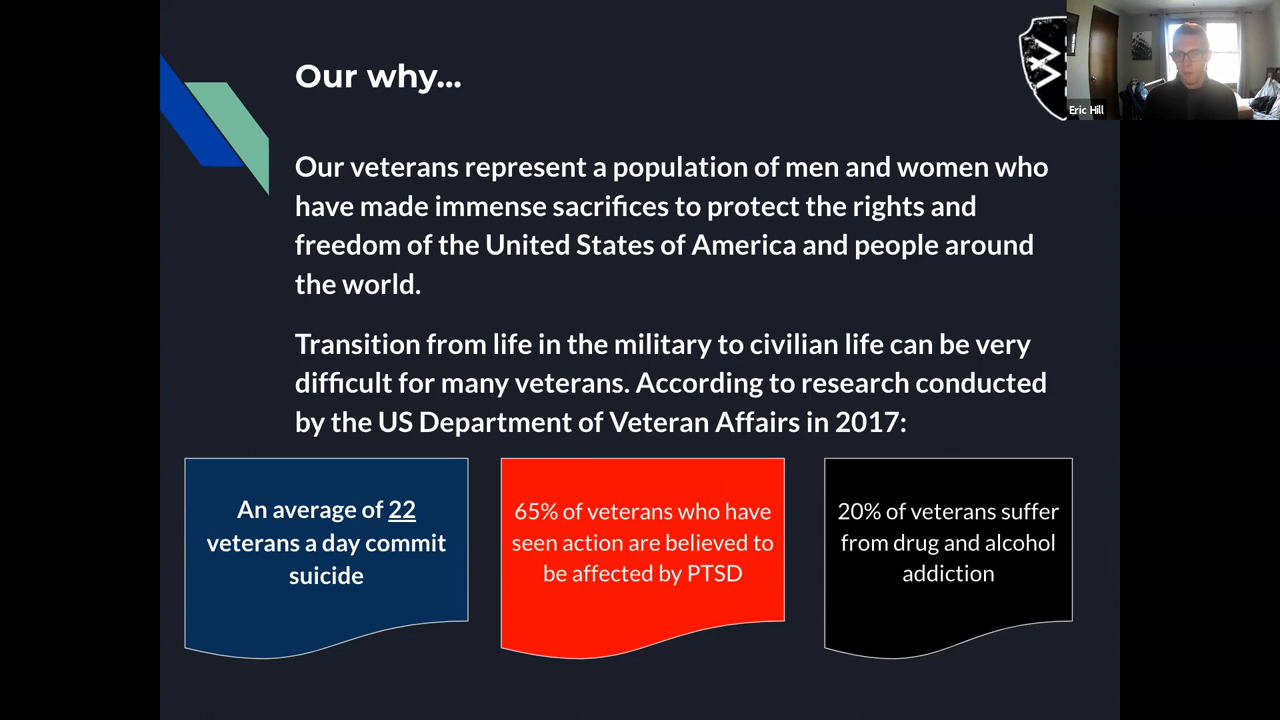 Our why...
Eric Hill
Our veterans represent a population of men and women who
have made immense sacrifices to protect the rights and
freedom of the United States of America and people around
the world.
Transition from life in the military to civilian life can be very
difficult for many veterans. According to research conducted
by the US Department of Veteran Affairs in 2017:
An average of 22
veterans a day commit
suicide
65% of veterans who have
seen action are believed to
be affected by PTSD
20% of veterans suffer
from drug and alcohol
addiction